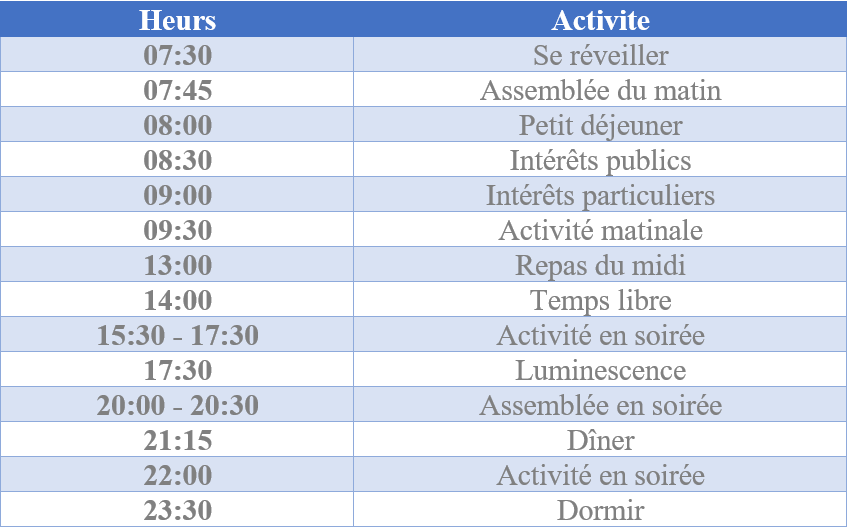 Heurs Activite
07:30 Se réveiller
07:45 Assemblée du matin
08:00 Petit déjeuner
08:30 Intérêts publics
09:00 Intérêts particuliers
09:30 Activité matinale
13:00 Repas du midi
14:00 Temps libre
15:30 - 17:30 Activité en soirée
17:30 Luminescence
20:00 - 20:30 Assemblée en soirée
21:15 Dîner
22:00 Activité en soirée
23:30 Dormir